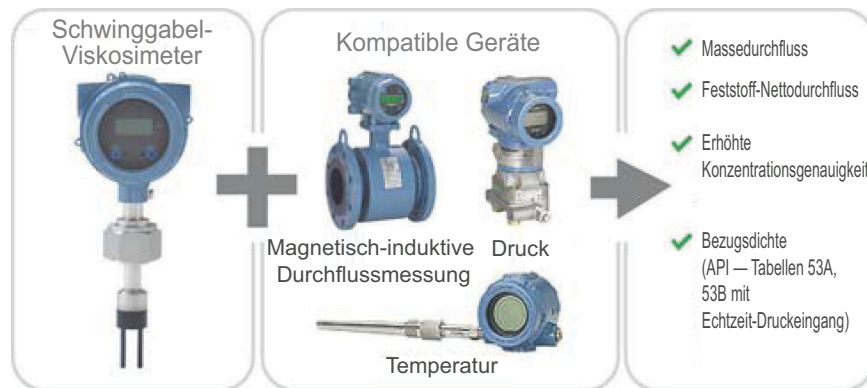 Schwinggabel-
Viskosimeter
Kompatible Geräte
Magnetisch-induktive
Durchflussmessung
Druck
Temperatur
Massedurchfluss
Feststoff-Nettodurchfluss
Erhöhte
Konzentrationsgenauigkeit
Bezugsdichte
(API — Tabellen 53A,
53B mit
Echtzeit-Druckeingang)